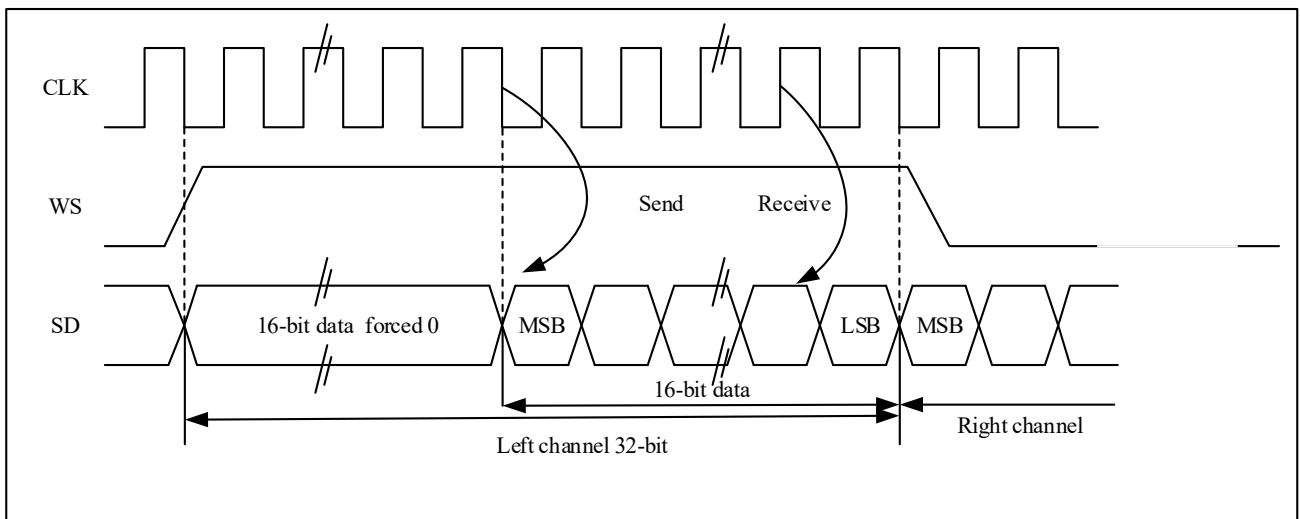 CLK
WS
Send
Receive
SD
16-bit data  forced 0
MSB
LSB
MSB
16-bit data
Left channel 32-bit
Right channel